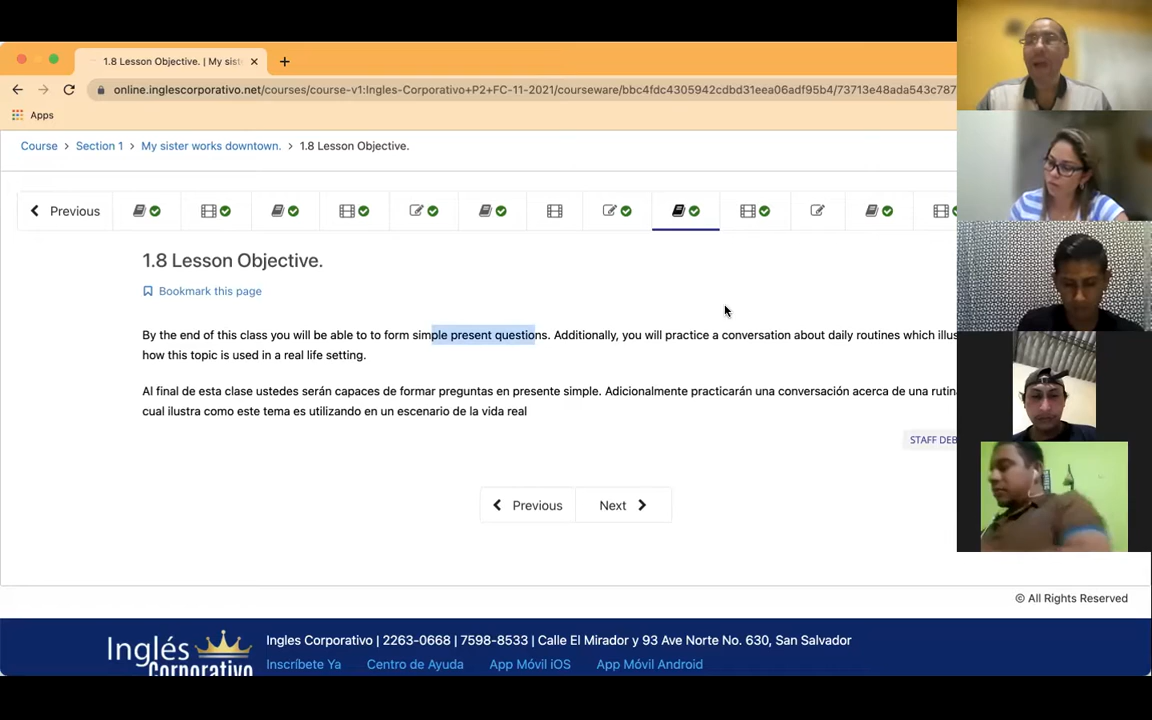 1.8 Lesson Objective. | My sist
online.inglescorporativo.net/courses/course-v1:Ingles-Corporativo+P2+FC-11-2021/courseware/bbc4fdc4305942cdbd31eea06adf95b4/73713e48ada543c787
Apps
Course > Section 1 > My sister works downtown. > 1.8 Lesson Objective.
Previous
1.8 Lesson Objective.
Bookmark this page
By the end of this class you will be able to to form simple present questions. Additionally, you will practice a conversation about daily routines which illus
how this topic is used in a real life setting.
Al final de esta clase ustedes serán capaces de formar preguntas en presente simple. Adicionalmente practicarán una conversación acerca de una rutina
cual ilustra como este tema es utilizando en un escenario de la vida real
STAFF DEB
Previous Next
© All Rights Reserved
Inglés Corporativo
Ingles Corporativo | 2263-0668 | 7598-8533 | Calle El Mirador y 93 Ave Norte No. 630, San Salvador
Inscríbete Ya Centro de Ayuda App Móvil iOS App Móvil Android